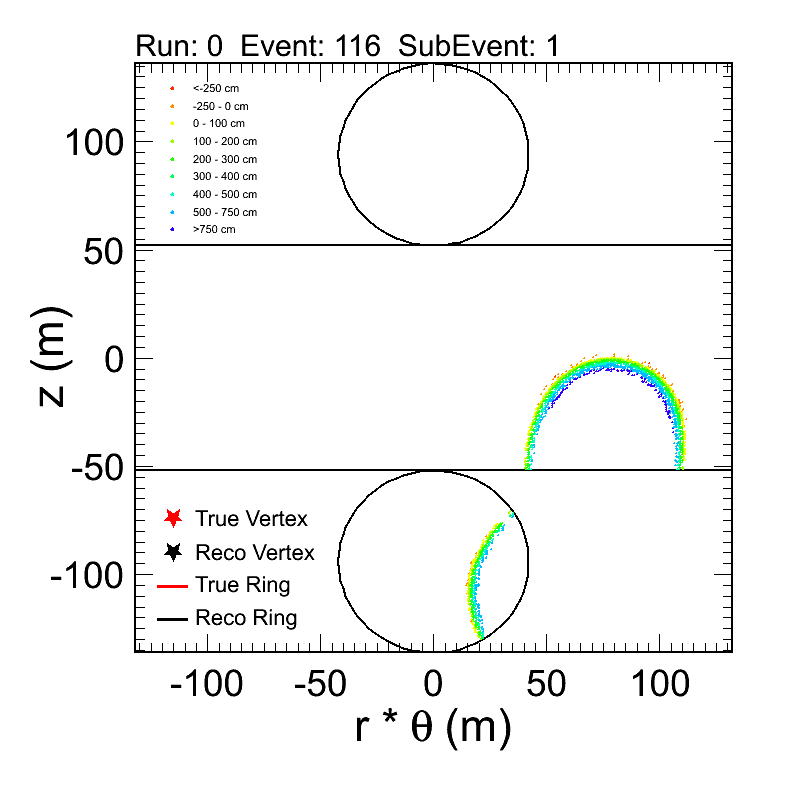 Run: 0  Event: 116  SubEvent: 1
<-250 cm
-250 - 0 cm
0 - 100 cm
100 - 200 cm
200 - 300 cm
300 - 400 cm
400 - 500 cm
500 - 750 cm
>750 cm
100
50
0
-50
-100
z (m)
True Vertex
Reco Vertex
True Ring
Reco Ring
-100 -50 0 50 100
r * θ (m)